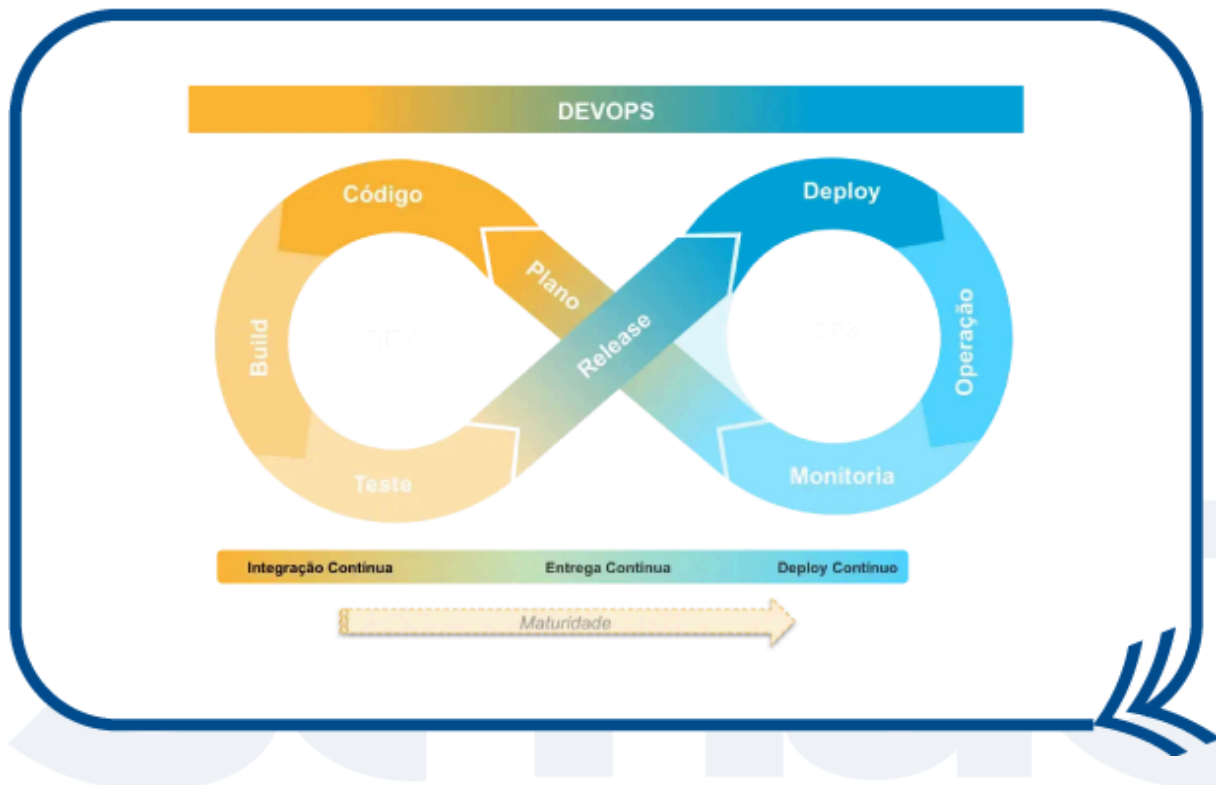 DEVOPS
Código
Deploy
Plano
Release
Build
Operação
Teste
Monitoria
Integração Contínua
Entrega Contínua
Deploy Contínuo
Maturidade